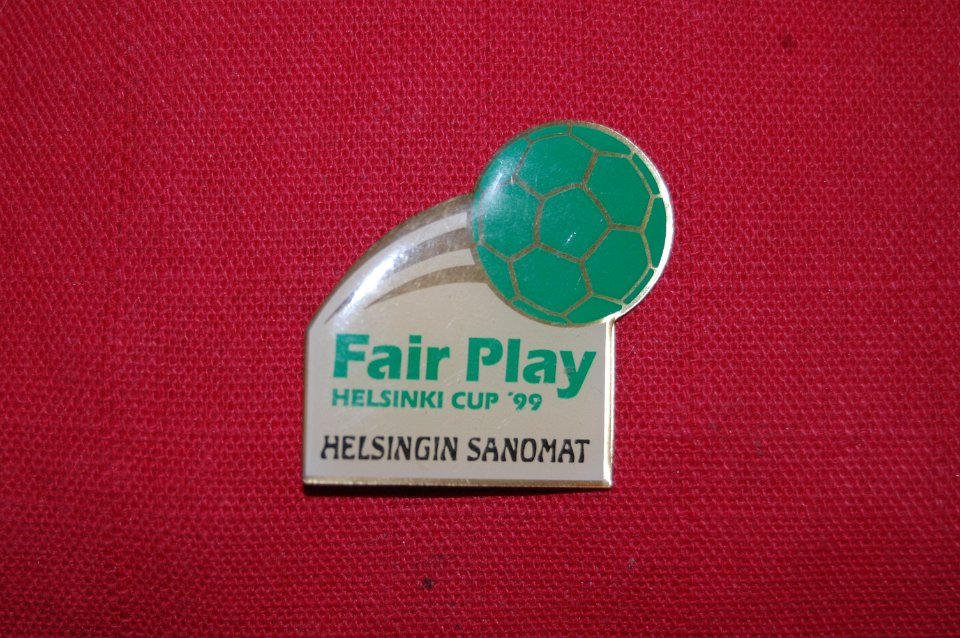 Fair Play
HELSINKI CUP '99
HELSINGIN SANOMAT